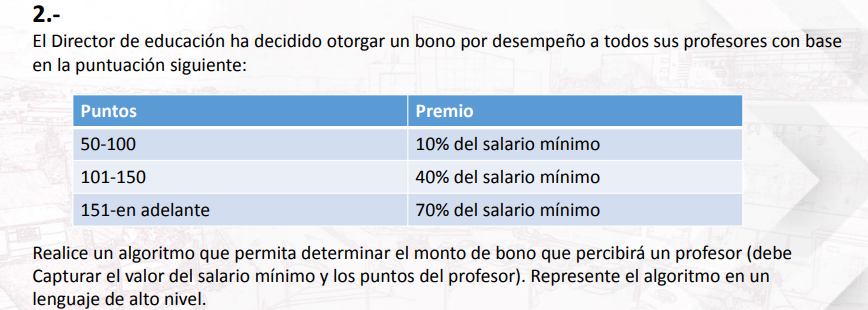 2.-
El Director de educación ha decidido otorgar un bono por desempeño a todos sus profesores con base
en la puntuación siguiente:
Puntos Premio
50-100 10% del salario mínimo
101-150 40% del salario mínimo
151-en adelante 70% del salario mínimo
Realice un algoritmo que permita determinar el monto de bono que percibirá un profesor (debe
Capturar el valor del salario mínimo y los puntos del profesor). Represente el algoritmo en un
lenguaje de alto nivel.